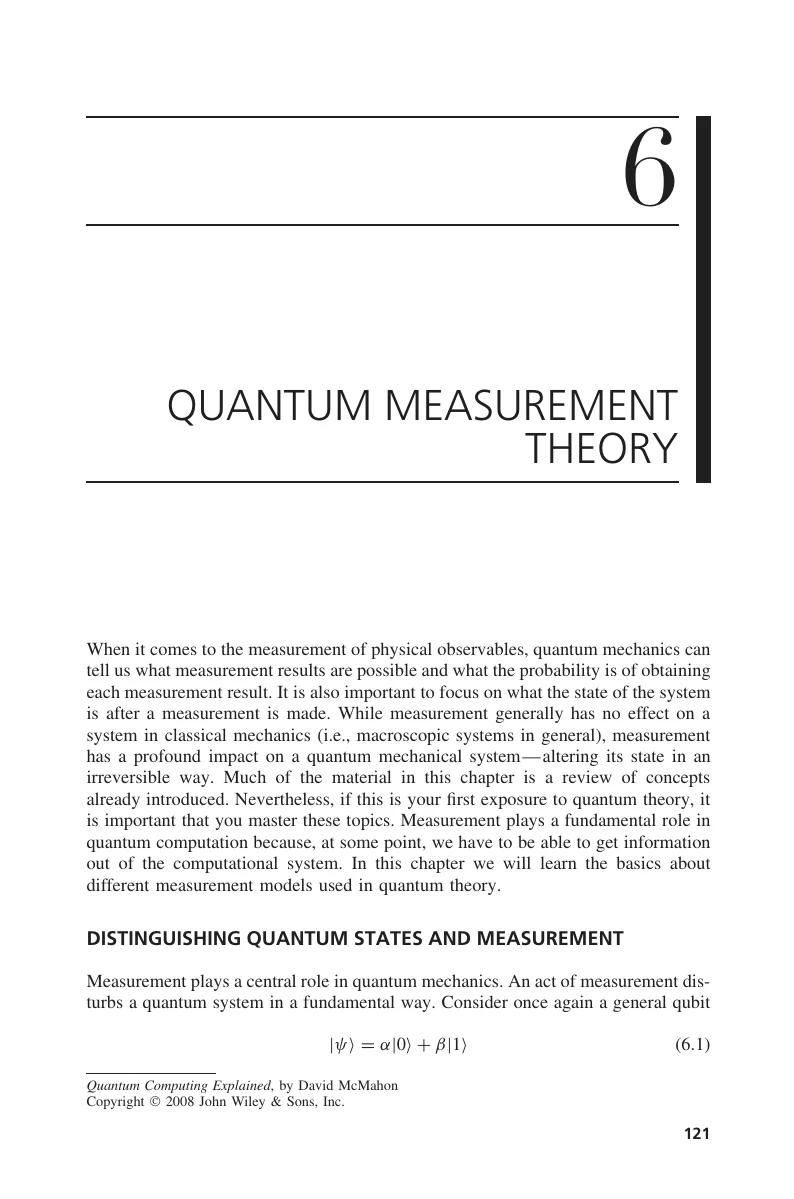 6
QUANTUM MEASUREMENT
THEORY
When it comes to the measurement of physical observables, quantum mechanics can
tell us what measurement results are possible and what the probability is of obtaining
each measurement result. It is also important to focus on what the state of the system
is after a measurement is made. While measurement generally has no effect on a
system in classical mechanics (i.e., macroscopic systems in general), measurement
has a profound impact on a quantum mechanical system—altering its state in an
irreversible way. Much of the material in this chapter is a review of concepts
already introduced. Nevertheless, if this is your first exposure to quantum theory, it
is important that you master these topics. Measurement plays a fundamental role in
quantum computation because, at some point, we have to be able to get information
out of the computational system. In this chapter we will learn the basics about
different measurement models used in quantum theory.
DISTINGUISHING QUANTUM STATES AND MEASUREMENT
Measurement plays a central role in quantum mechanics. An act of measurement dis-
turbs a quantum system in a fundamental way. Consider once again a general qubit
|ψ⟩ = α|0⟩ + β|1⟩ (6.1)
Quantum Computing Explained, by David McMahon
Copyright © 2008 John Wiley & Sons, Inc.
121